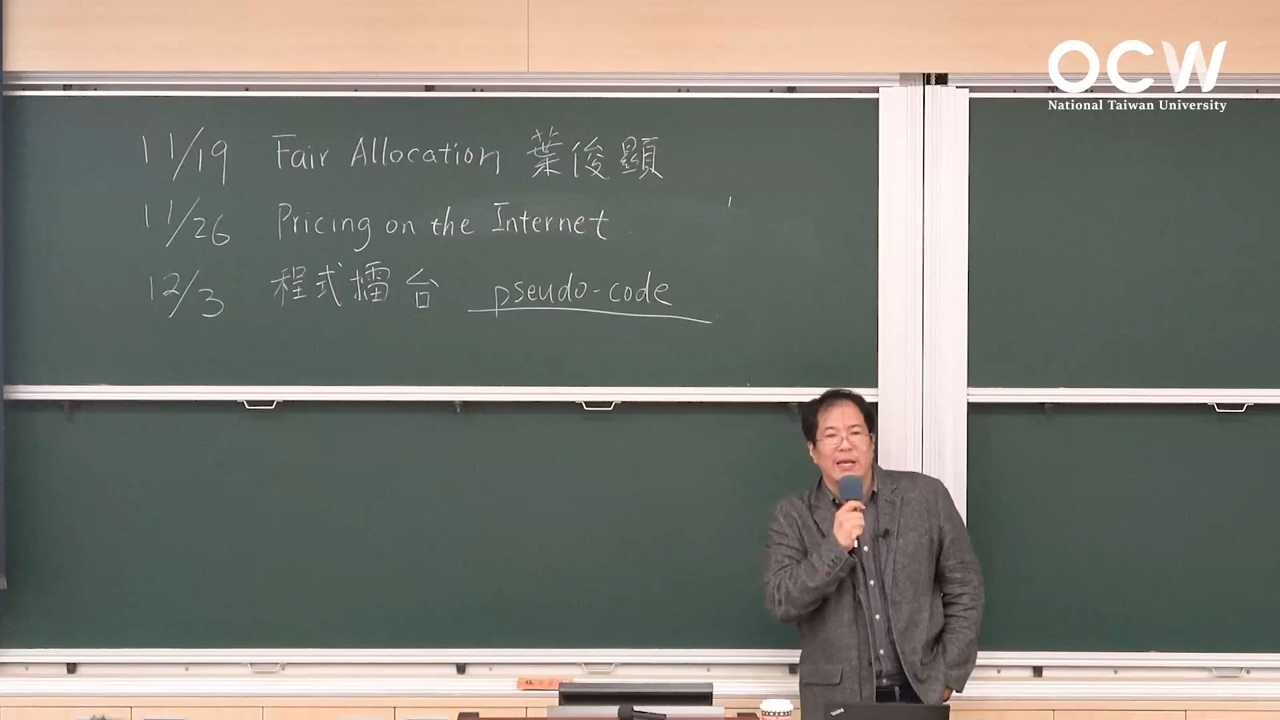 OCW
National Taiwan University
11/19 Fair Allocation 葉俊顯
11/26 Pricing on the Internet
12/3 程式擂台 pseudo-code